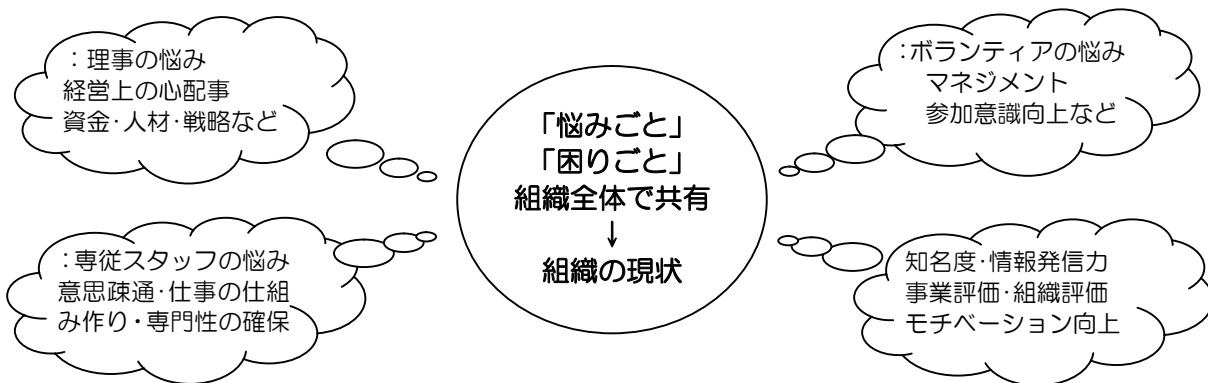 ：理事の悩み
経営上の心配事
資金・人材・戦略など
：ボランティアの悩み
マネジメント
参加意識向上など
「悩みごと」
「困りごと」
組織全体で共有
↓
組織の現状
：専従スタッフの悩み
意思疎通・仕事の仕組
み作り・専門性の確保
知名度・情報発信力
事業評価・組織評価
モチベーション向上